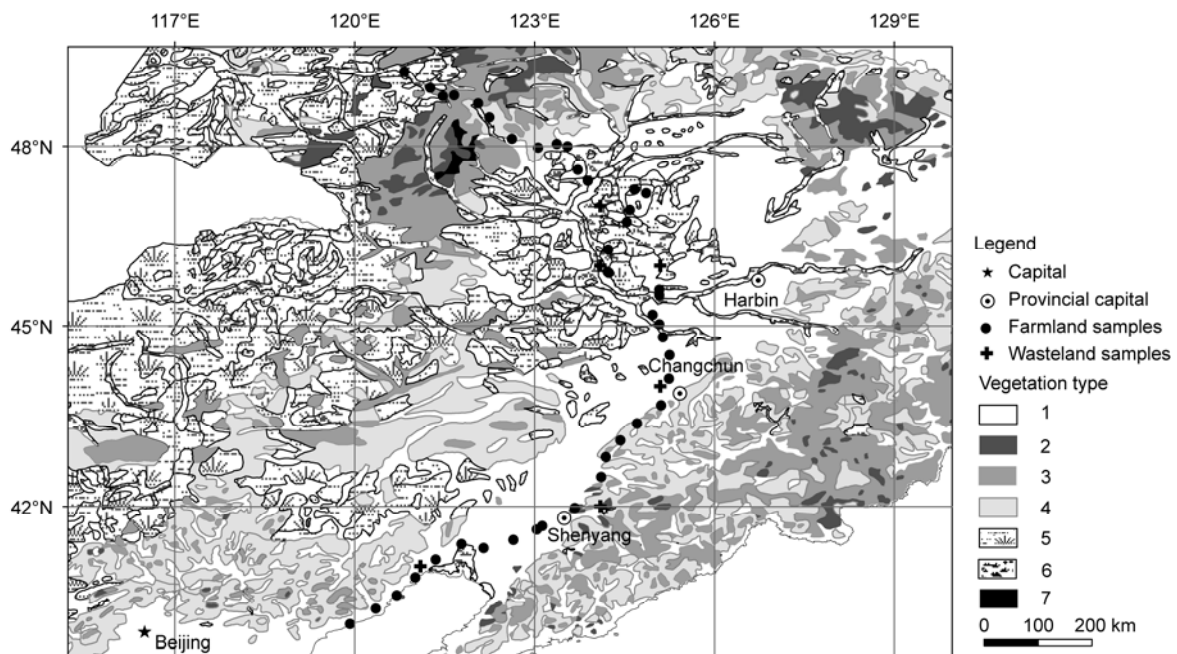 117°E 120°E 123°E 126°E 129°E
48°N
45°N
42°N
Harbin
Changchun
Shenyang
Beijing
Legend
Capital
Provincial capital
Farmland samples
Wasteland samples
Vegetation type
1
2
3
4
5
6
7
0 100 200 km